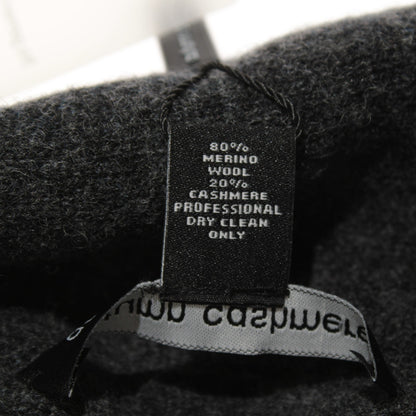 80%
MERINO
WOOL
20%
CASHMERE
PROFESSIONAL
DRY CLEAN
ONLY
cashmere